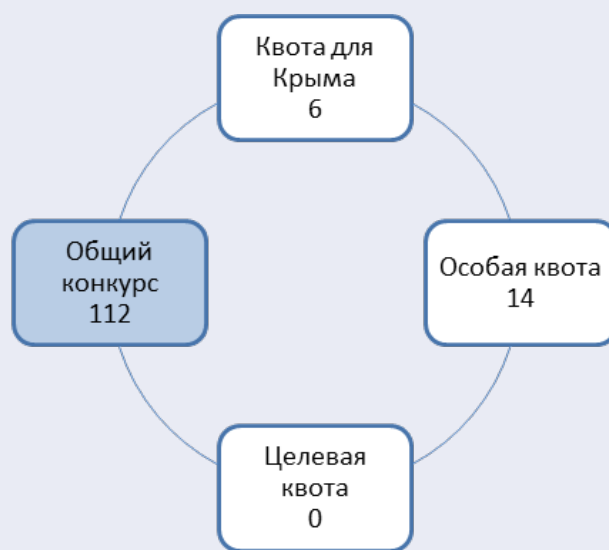 Квота для
Крыма
6
Общий
конкурс
112
Особая квота
14
Целевая
квота
0